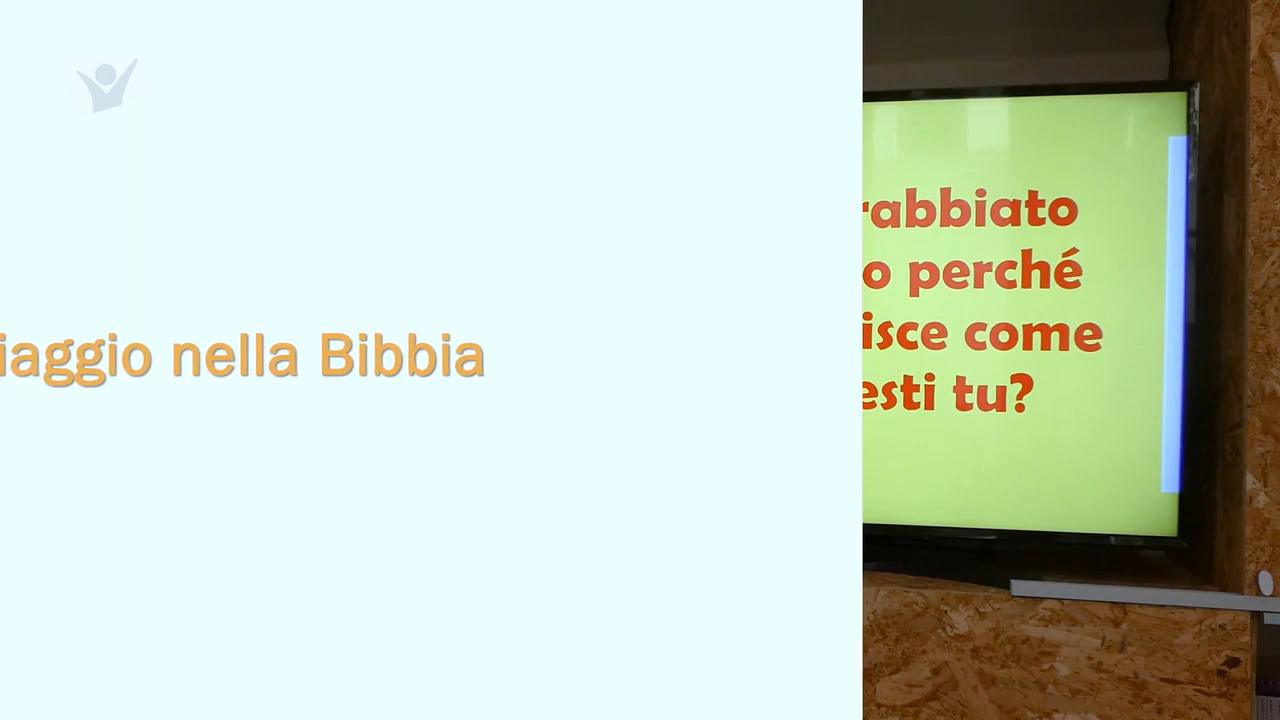 iaggio nella Bibbia
rabbiato
o perché
isce come
esti tu?